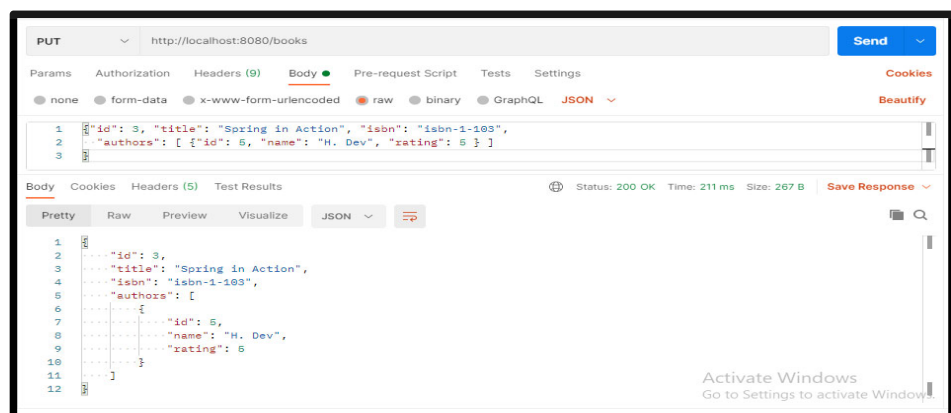 PUT http://localhost:8080/books Send
Params Authorization Headers (9) Body Pre-request Script Tests Settings Cookies
none form-data x-www-form-urlencoded raw binary GraphQL JSON Beautify
1 {"id": 3, "title": "Spring in Action", "isbn": "isbn-1-103",
2 "authors": [ {"id": 5, "name": "H. Dev", "rating": 5 } ]
3 }
Body Cookies Headers (5) Test Results Status: 200 OK Time: 211 ms Size: 267 B Save Response
Pretty Raw Preview Visualize JSON
1 {
2 "id": 3,
3 "title": "Spring in Action",
4 "isbn": "isbn-1-103",
5 "authors": [
6 {
7 "id": 5,
8 "name": "H. Dev",
9 "rating": 5
10 }
11 ]
12 }
Activate Windows
Go to Settings to activate Windows.